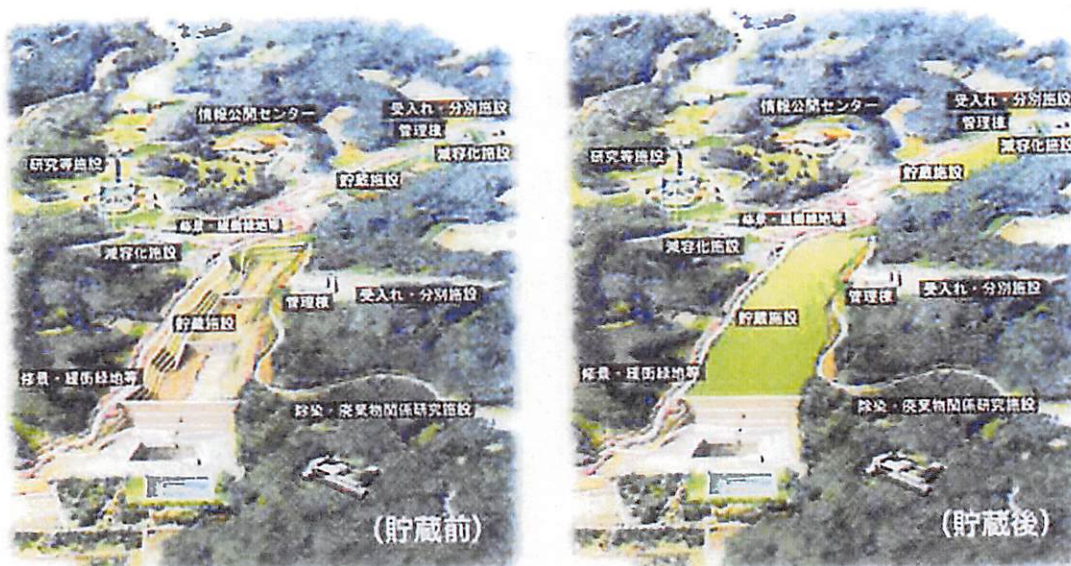 情報公開センター
受入れ・分別施設
管理棟
減容化施設
研究等施設
貯蔵施設
修景・緩衝緑地等
減容化施設
管理棟
受入れ・分別施設
貯蔵施設
修景・緩衝緑地等
除染・廃棄物関係研究施設
(貯蔵前)
情報公開センター
受入れ・分別施設
管理棟
減容化施設
研究等施設
貯蔵施設
修景・緩衝緑地等
減容化施設
管理棟
受入れ・分別施設
貯蔵施設
修景・緩衝緑地等
除染・廃棄物関係研究施設
(貯蔵後)